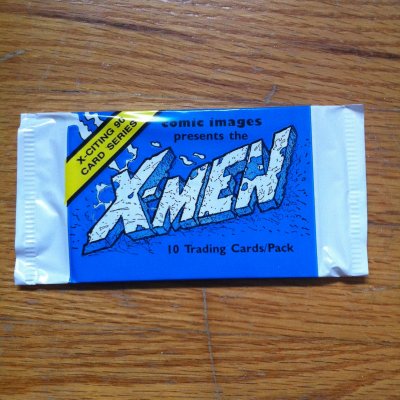 X-CITING 90
CARD SERIES
comic images
presents the
X-MEN
10 Trading Cards/Pack